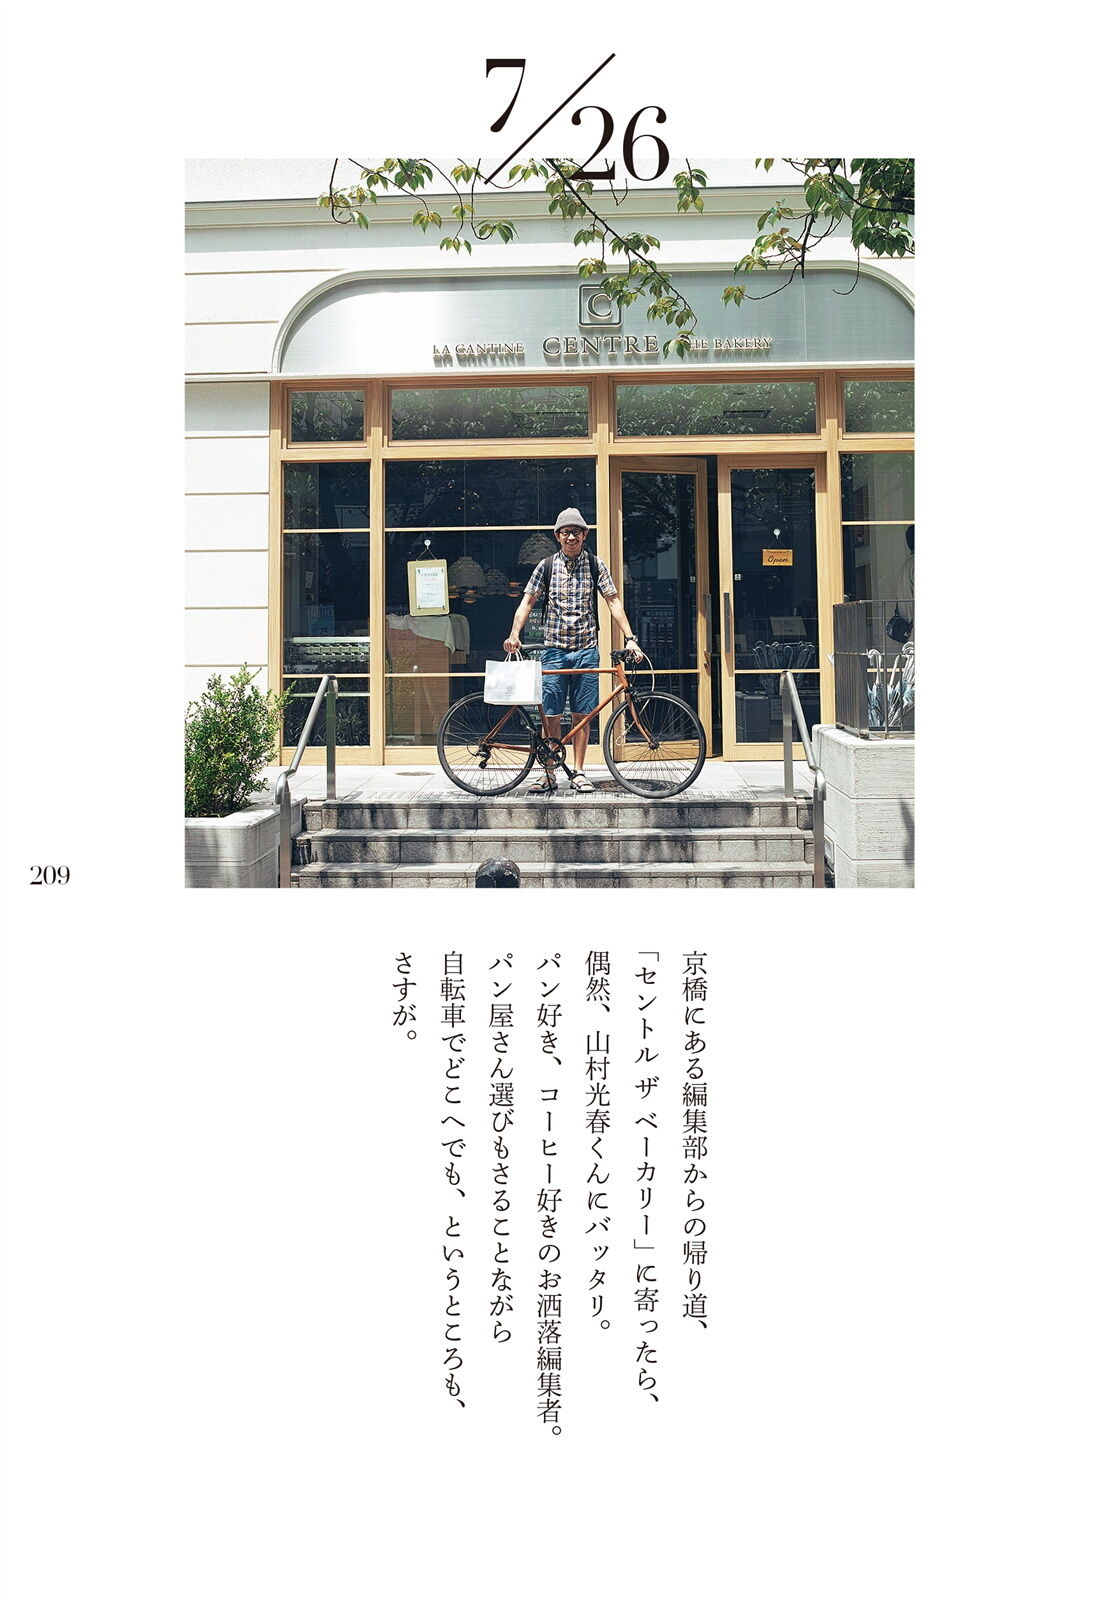 7/26
C
LA CANTINE CENTRE THE BAKERY
CENTRE
Open
209
京橋にある編集部からの帰り道、
「セントル ザ ベーカリー」に寄ったら、
偶然、山村光春くんにバッタリ。
パン好き、コーヒー好きのお洒落編集者。
パン屋さん選びもさることながら
自転車でどこへでも、というところも、
さすが。